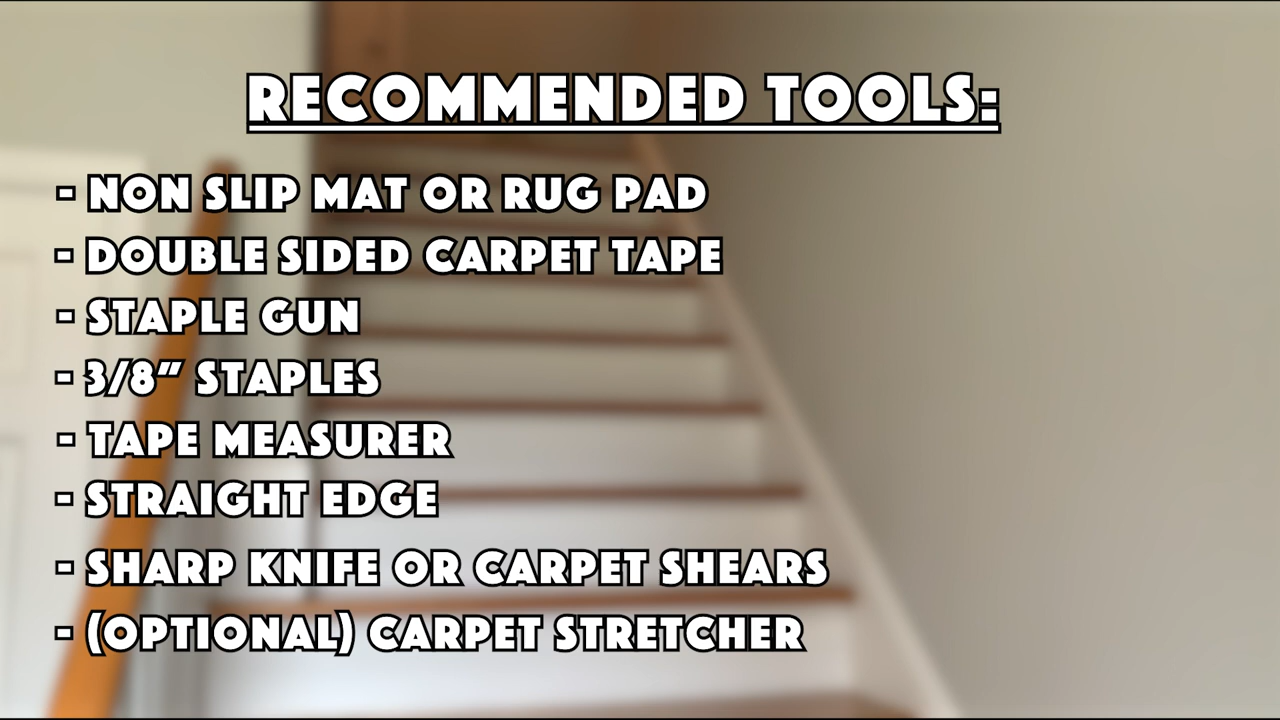 RECOMMENDED TOOLS:
- NON SLIP MAT OR RUG PAD
- DOUBLE SIDED CARPET TAPE
- STAPLE GUN
- 3/8" STAPLES
- TAPE MEASURER
- STRAIGHT EDGE
- SHARP KNIFE OR CARPET SHEARS
- (OPTIONAL) CARPET STRETCHER